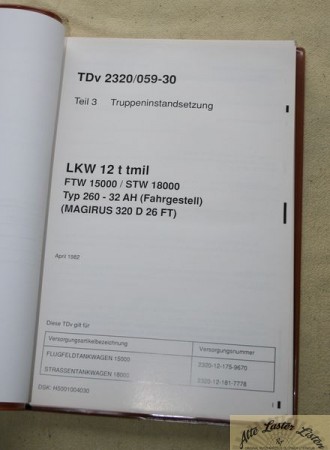 TDv 2320/059-30
Teil 3 Truppeninstandsetzung
LKW 12 t tmil
FTW 15000 / STW 18000
Typ 260 - 32 AH (Fahrgestell)
(MAGIRUS 320 D 26 FT)
April 1982
Diese TDv gilt für
Versorgungsartikelbezeichnung Versorgungsnummer
FLUGFELDTANKWAGEN 15000 2320-12-175-9670
STRASSENTANKWAGEN 18000 2320-12-181-7778
DSK: H5001004030
1
Alte Laster Listen